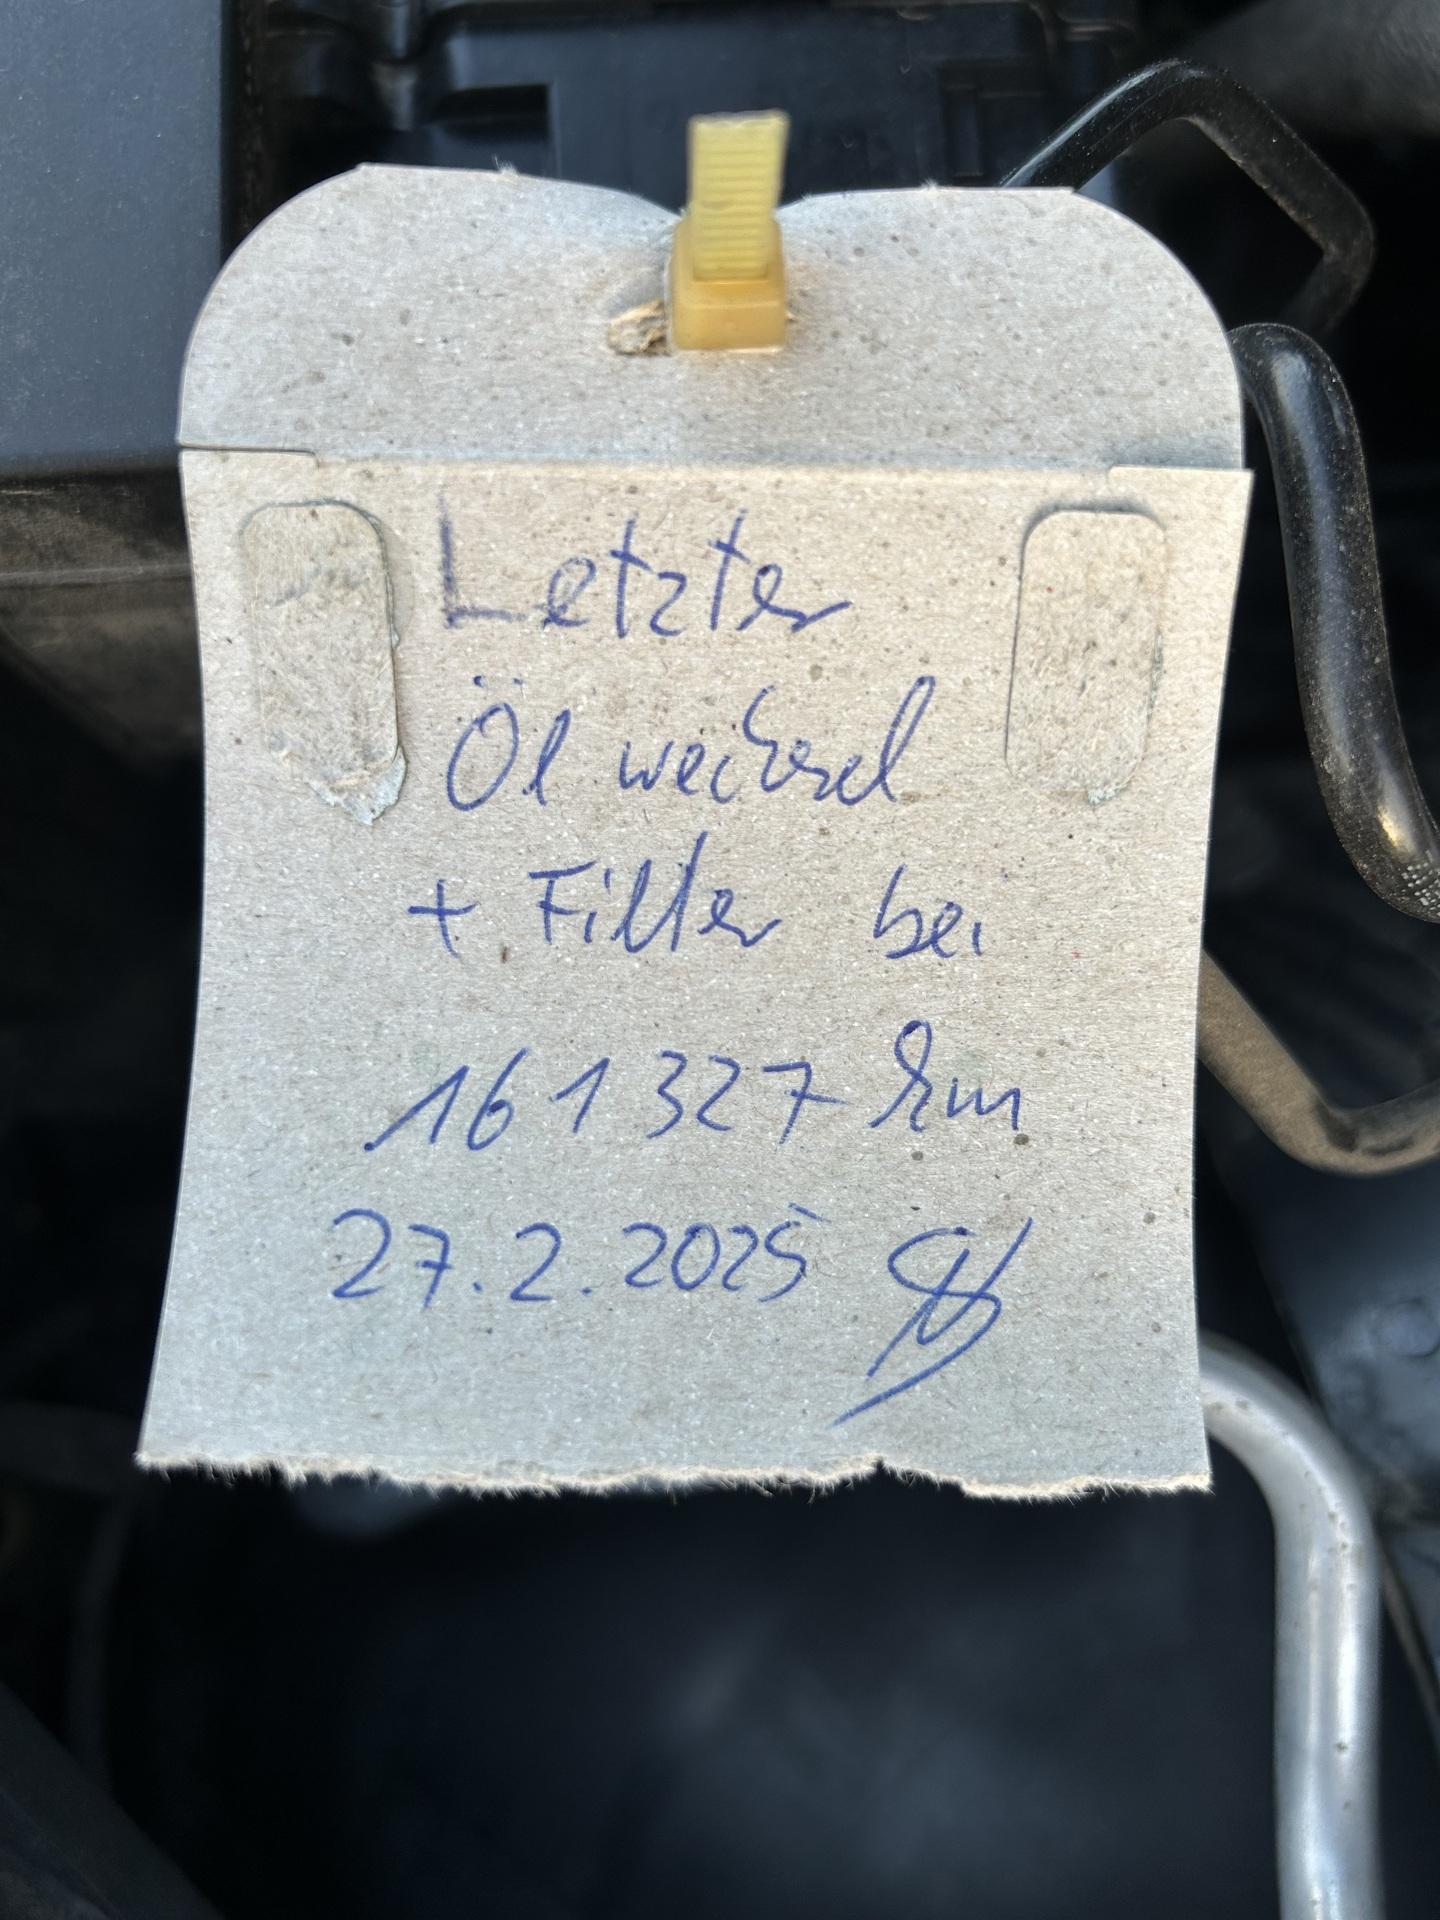 Letzter
Öl wechsel
+ Filter bei
161 327 km
27.2.2025